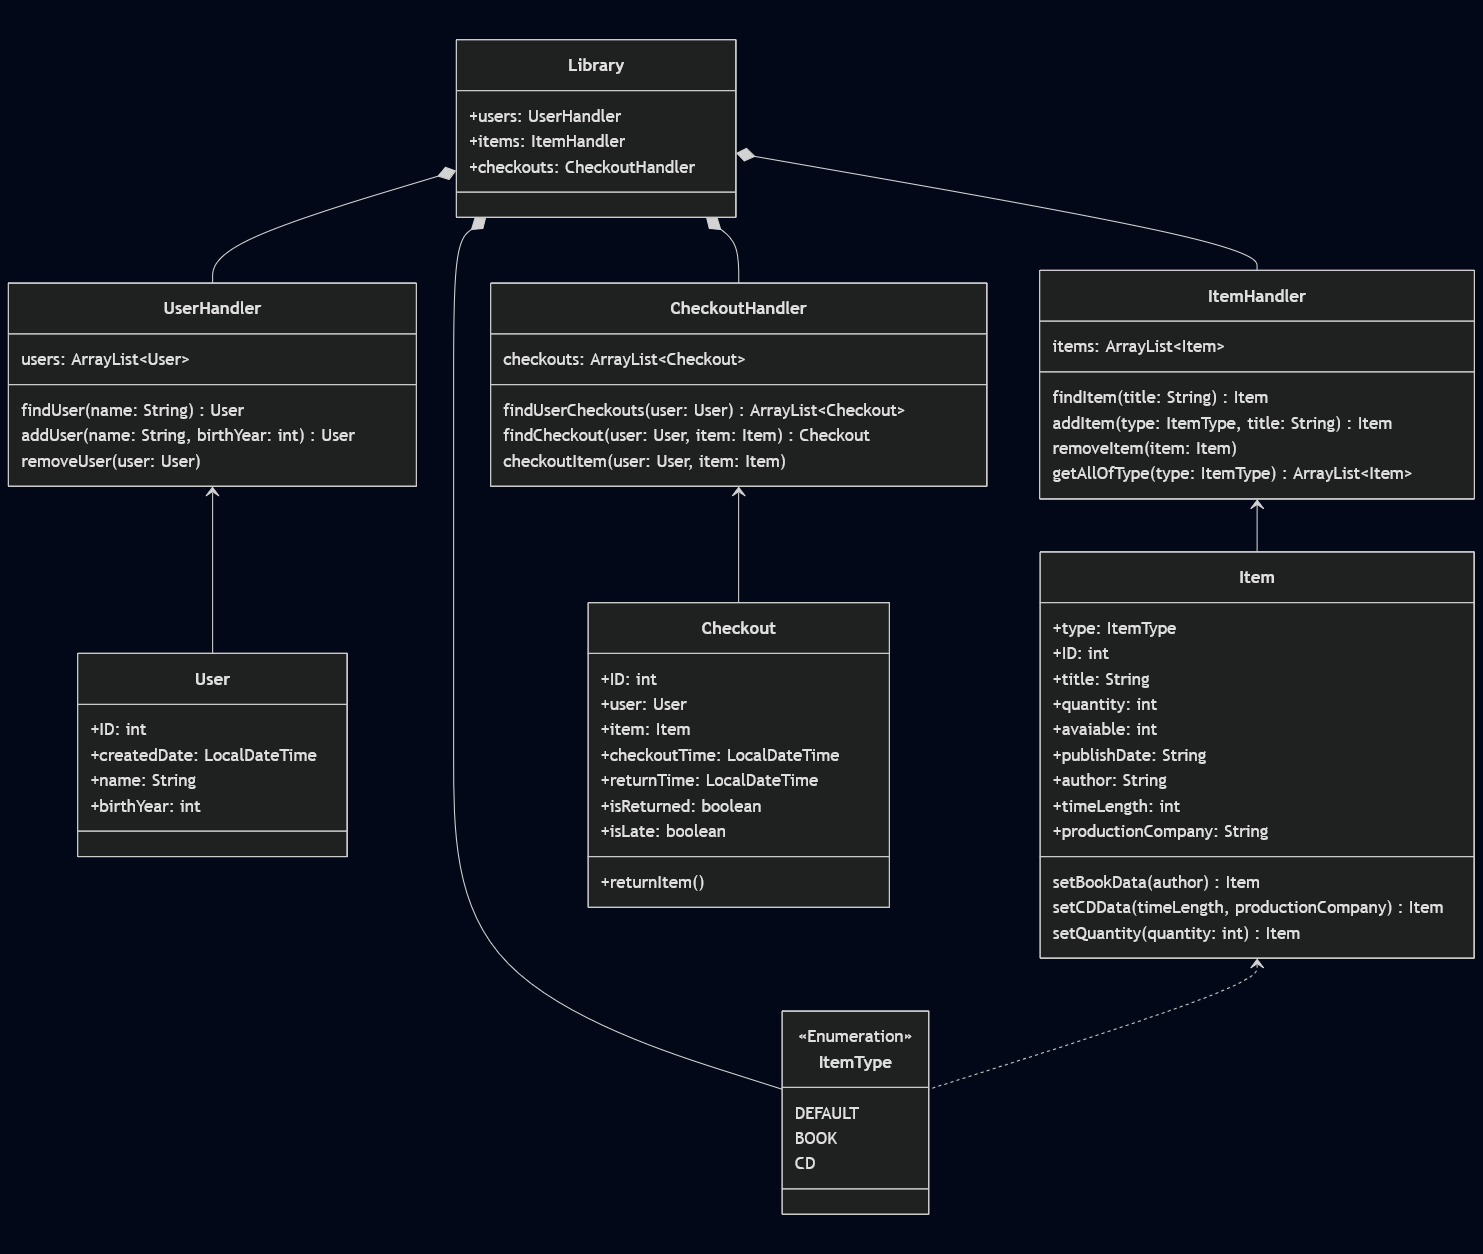 Library
+users: UserHandler
+items: ItemHandler
+checkouts: CheckoutHandler
UserHandler
users: ArrayList<User>
findUser(name: String) : User
addUser(name: String, birthYear: int) : User
removeUser(user: User)
CheckoutHandler
checkouts: ArrayList<Checkout>
findUserCheckouts(user: User) : ArrayList<Checkout>
findCheckout(user: User, item: Item) : Checkout
checkoutItem(user: User, item: Item)
ItemHandler
items: ArrayList<Item>
findItem(title: String) : Item
addItem(type: ItemType, title: String) : Item
removeItem(item: Item)
getAllOfType(type: ItemType) : ArrayList<Item>
User
+ID: int
+createdDate: LocalDateTime
+name: String
+birthYear: int
Checkout
+ID: int
+user: User
+item: Item
+checkoutTime: LocalDateTime
+returnTime: LocalDateTime
+isReturned: boolean
+isLate: boolean
+returnItem()
Item
+type: ItemType
+ID: int
+title: String
+quantity: int
+avaiable: int
+publishDate: String
+author: String
+timeLength: int
+productionCompany: String
setBookData(author) : Item
setCDData(timeLength, productionCompany) : Item
setQuantity(quantity: int) : Item
«Enumeration»
ItemType
DEFAULT
BOOK
CD